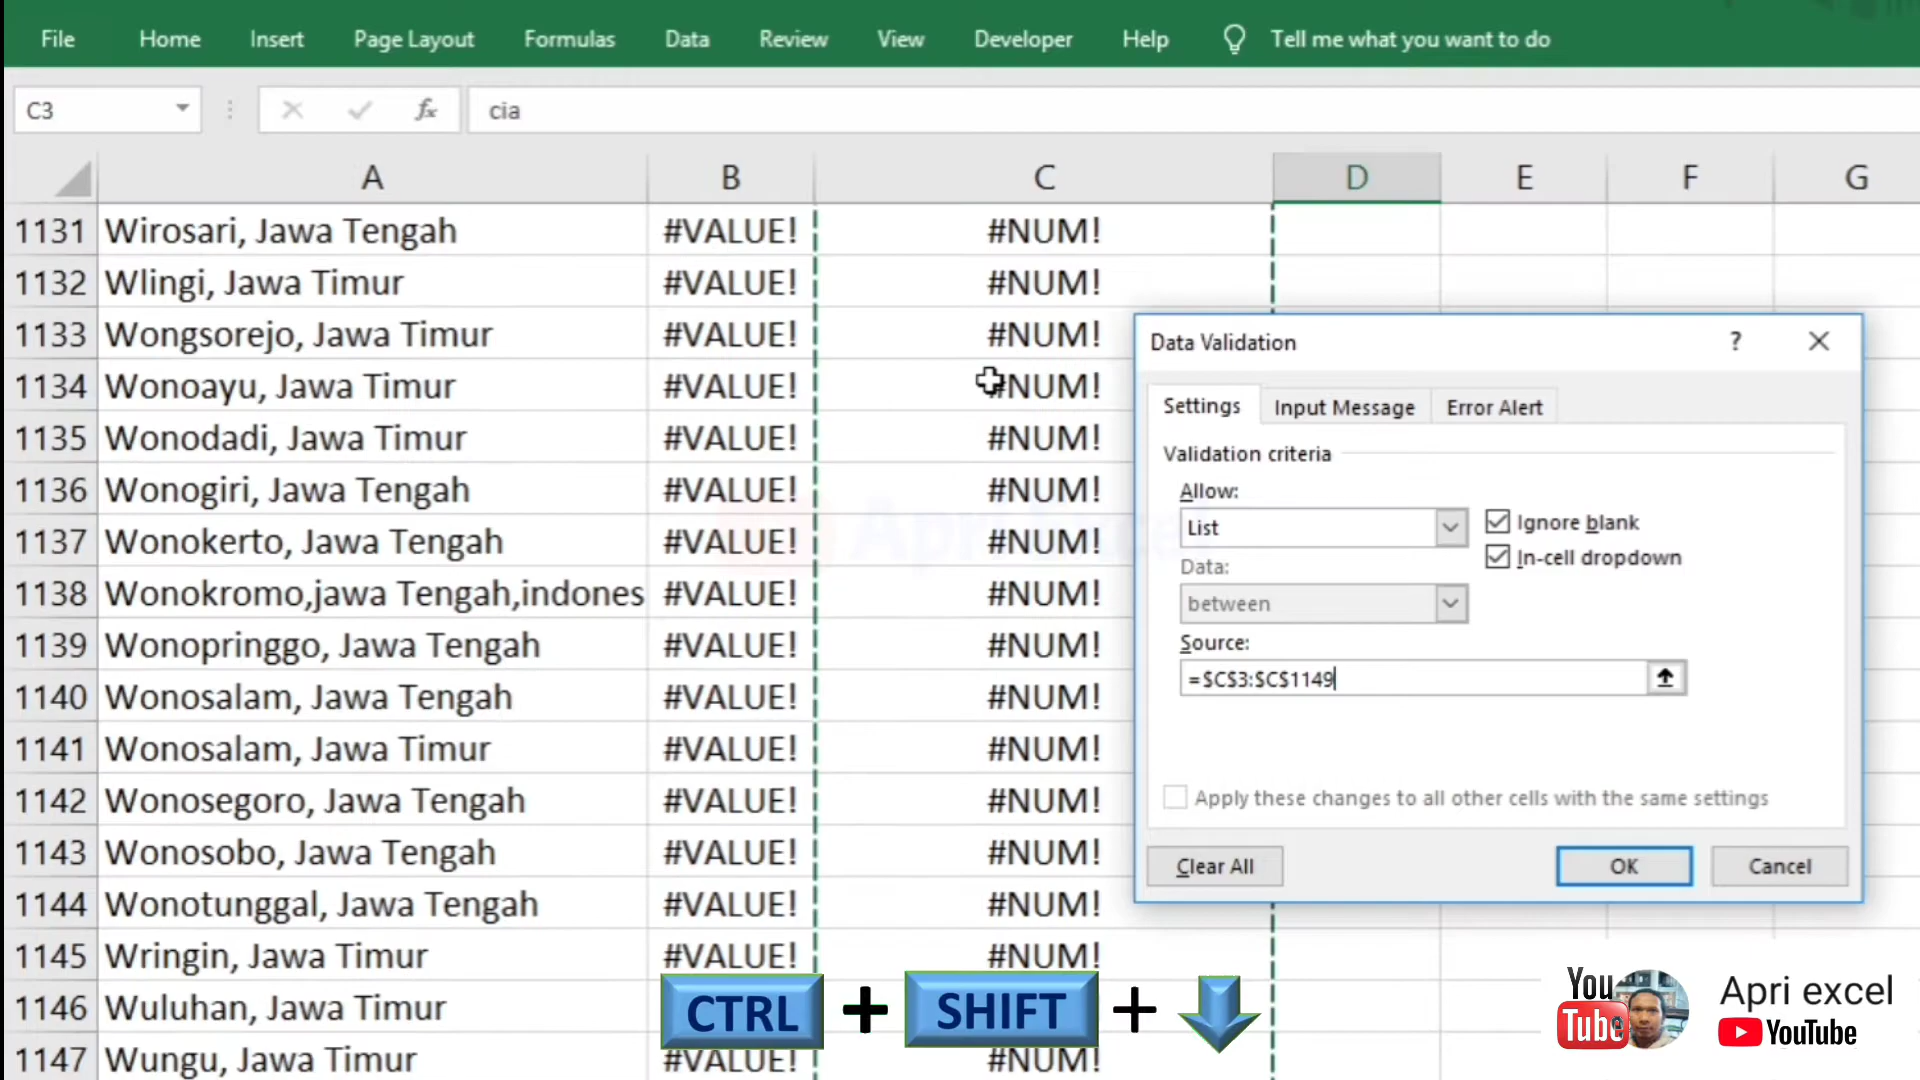 File Home Insert Page Layout Formulas Data Review View Developer Help Tell me what you want to do
C3 fx cia
A B C D E F G
1131 Wirosari, Jawa Tengah #VALUE! #NUM!
1132 Wlingi, Jawa Timur #VALUE! #NUM!
1133 Wongsorejo, Jawa Timur #VALUE! #NUM!
1134 Wonoayu, Jawa Timur #VALUE! #NUM!
1135 Wonodadi, Jawa Timur #VALUE! #NUM!
1136 Wonogiri, Jawa Tengah #VALUE! #NUM!
1137 Wonokerto, Jawa Tengah #VALUE! #NUM!
1138 Wonokromo,jawa Tengah,indones #VALUE! #NUM!
1139 Wonopringgo, Jawa Tengah #VALUE! #NUM!
1140 Wonosalam, Jawa Tengah #VALUE! #NUM!
1141 Wonosalam, Jawa Timur #VALUE! #NUM!
1142 Wonosegoro, Jawa Tengah #VALUE! #NUM!
1143 Wonosobo, Jawa Tengah #VALUE! #NUM!
1144 Wonotunggal, Jawa Tengah #VALUE! #NUM!
1145 Wringin, Jawa Timur #VALUE! #NUM!
1146 Wuluhan, Jawa Timur
1147 Wungu, Jawa Timur #VALUE! #NUM!
Data Validation ?
Settings Input Message Error Alert
Validation criteria
Allow:
List Ignore blank
In-cell dropdown
Data:
between
Source:
=$C$3:$C$1149
Apply these changes to all other cells with the same settings
Clear All OK Cancel
Apri Excel
CTRL + SHIFT +
You
Tube
Apri excel
YouTube